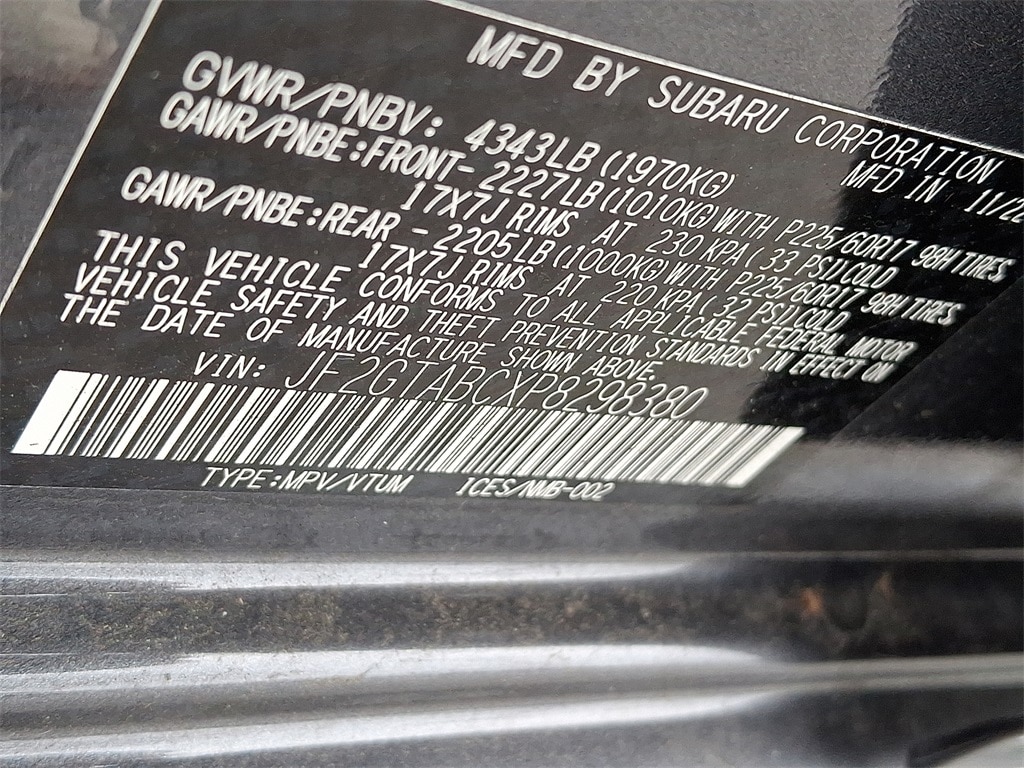 MFD BY SUBARU CORPORATION
GVWR/PNBV: 4343LB(1970KG) MFD IN 11/22
GAWR/PNBE:FRONT-2227LB(1010KG)WITH P225/60R17 98H TIRES
17X7J RIMS AT 230 KPA( 33 PSI)COLD
GAWR/PNBE:REAR -2205LB(1000KG)WITH P225/60R17 98H TIRES
17X7J RIMS AT 220 KPA( 32 PSI)COLD,
THIS VEHICLE CONFORMS TO ALL APPLICABLE FEDERAL MOTOR
VEHICLE SAFETY AND THEFT PREVENTION STANDARDS IN EFFECT ON
THE DATE OF MANUFACTURE SHOWN ABOVE.
VIN: JF2GTABCXP8298380
TYPE:MPV/VTUM ICES/NMB-002